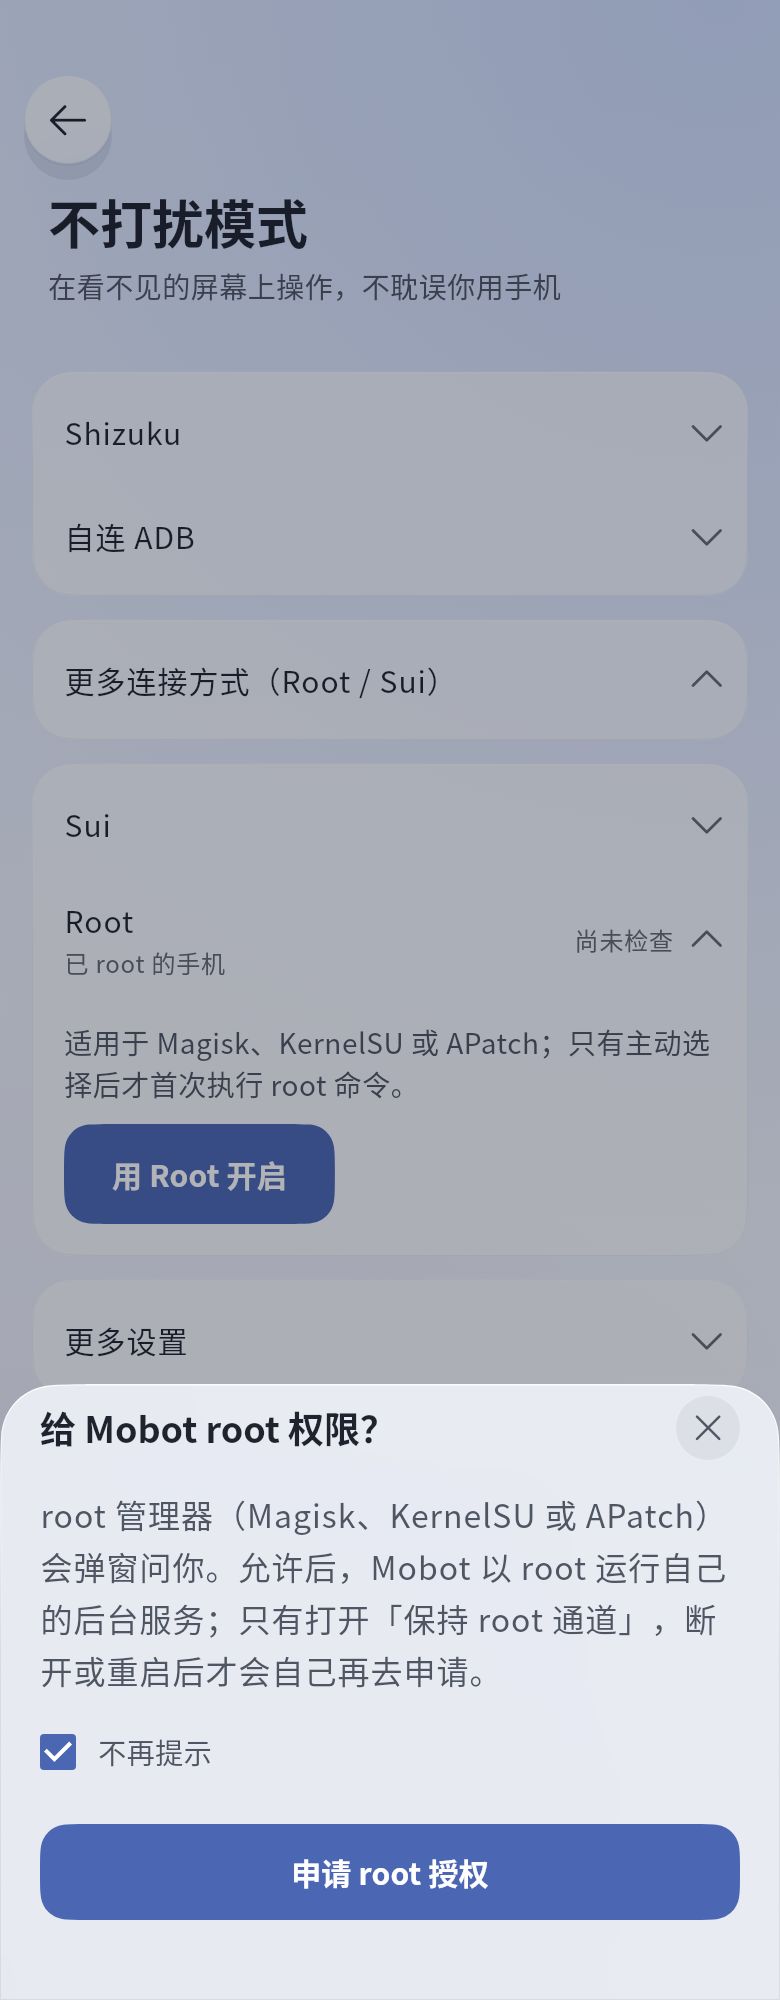 不打扰模式
在看不见的屏幕上操作，不耽误你用手机
Shizuku
自连 ADB
更多连接方式（Root / Sui）
Sui
Root
已 root 的手机
尚未检查
适用于 Magisk、KernelSU 或 APatch；只有主动选
择后才首次执行 root 命令。
用 Root 开启
更多设置
给 Mobot root 权限?
root 管理器（Magisk、KernelSU 或 APatch）
会弹窗问你。允许后，Mobot 以 root 运行自己
的后台服务；只有打开「保持 root 通道」，断
开或重启后才会自己再去申请。
不再提示
申请 root 授权